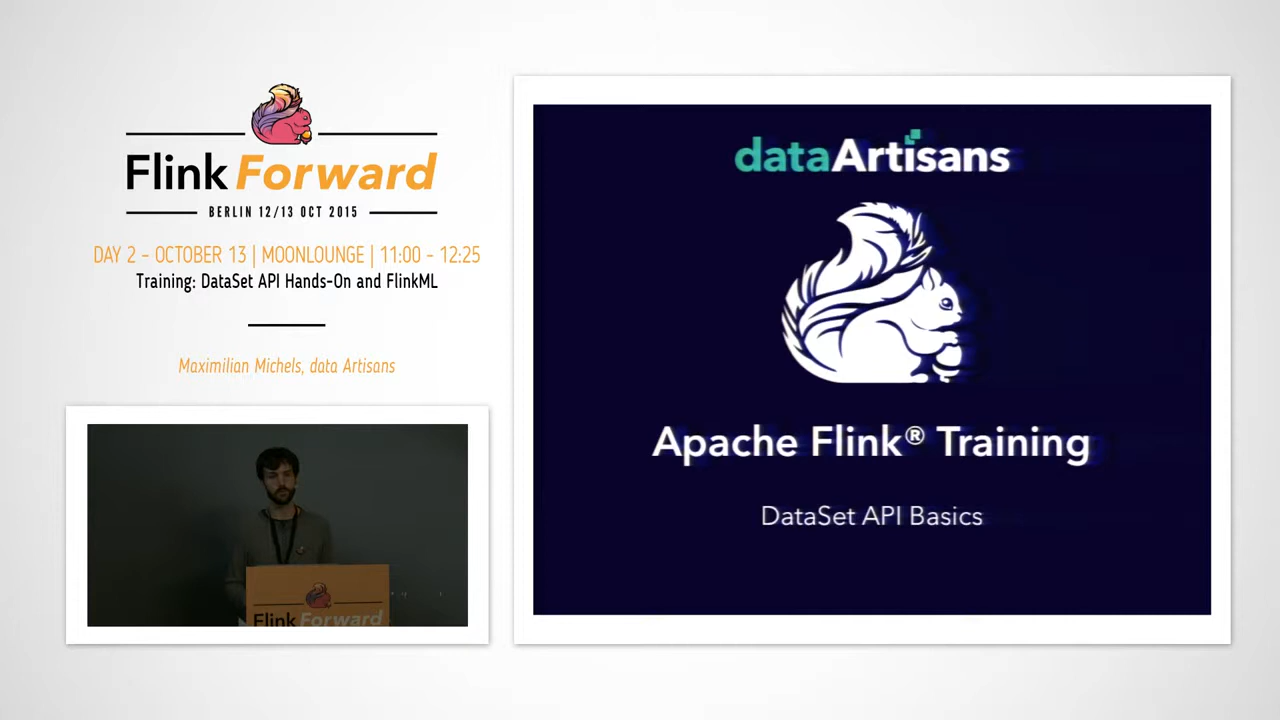 Flink Forward
BERLIN 12/13 OCT 2015
DAY 2 - OCTOBER 13 | MOONLOUNGE | 11:00 - 12:25
Training: DataSet API Hands-On and FlinkML
Maximilian Michels, data Artisans
Flink Forward
dataArtisans
Apache Flink® Training
DataSet API Basics